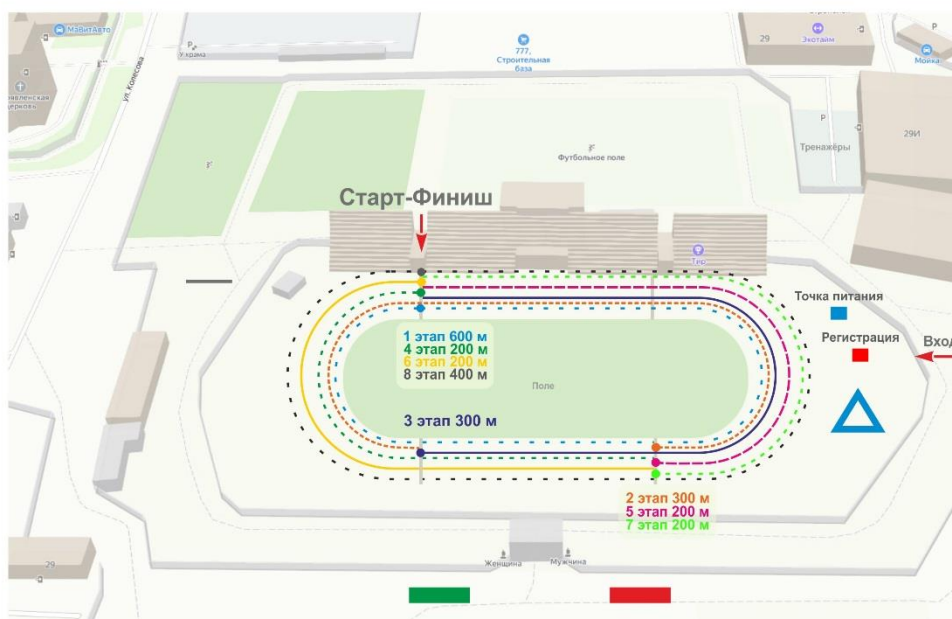 МаВитАвто
P
У храма
ул. Колесова
авленская
церковь
777,
Строительная
база
29
Экотайм
P
Мойка
P
29И
Тренажёры
Футбольное поле
Старт-Финиш
Тир
Точка питания
Регистрация
Вход
1 этап 600 м
4 этап 200 м
6 этап 200 м
8 этап 400 м
Поле
3 этап 300 м
2 этап 300 м
5 этап 200 м
7 этап 200 м
Женщина
Мужчина
29